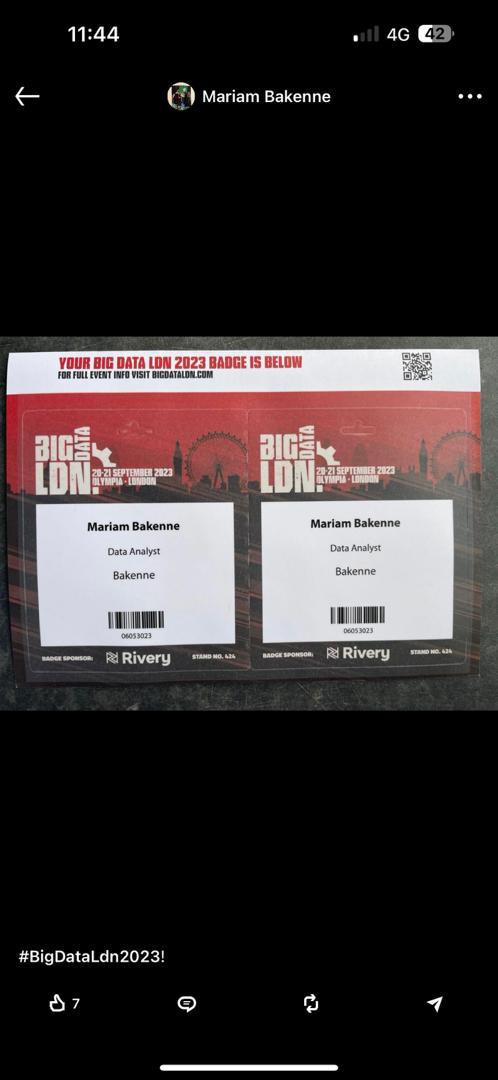 11:44
4G
42
Mariam Bakenne
YOUR BIG DATA LDN 2023 BADGE IS BELOW
FOR FULL EVENT INFO VISIT BIGDATALDN.COM
BIG DATA
LDN.
20-21 SEPTEMBER 2023
OLYMPIA - LONDON
Mariam Bakenne
Data Analyst
Bakenne
06053023
BADGE SPONSOR:
Rivery
STAND NO. 424
BIG DATA
LDN.
20-21 SEPTEMBER 2023
OLYMPIA - LONDON
Mariam Bakenne
Data Analyst
Bakenne
06053023
BADGE SPONSOR:
Rivery
STAND NO. 424
#BigDataLdn2023!
7